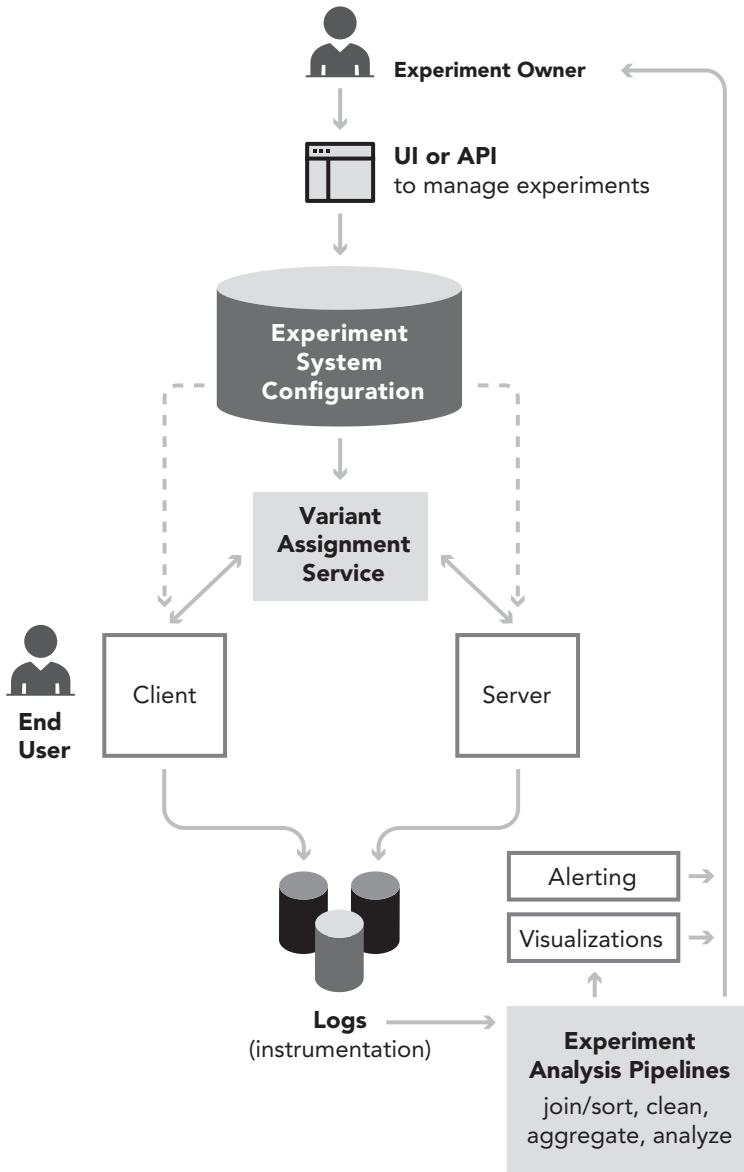 Experiment Owner
UI or API
to manage experiments
Experiment
System
Configuration
Variant
Assignment
Service
End
User
Client
Server
Alerting
Visualizations
Logs
(instrumentation)
Experiment
Analysis Pipelines
join/sort, clean,
aggregate, analyze